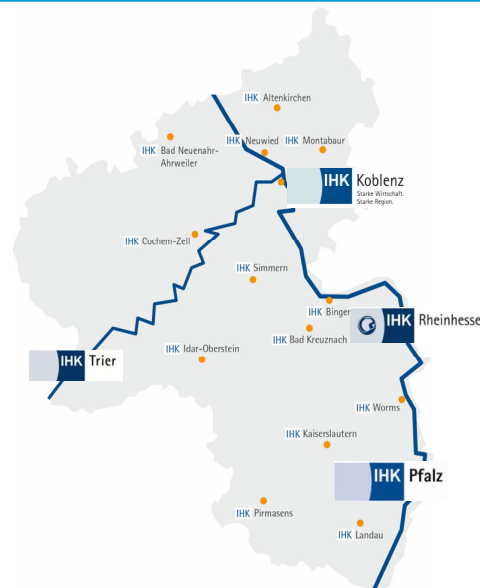 IHK Altenkirchen
IHK Neuwied
IHK Montabaur
IHK Bad Neuenahr-
Ahrweiler
IHK Koblenz
Starke Wirtschaft.
Starke Region.
IHK Cochem-Zell
IHK Simmern
IHK Binger
IHK Rheinhesse
IHK Bad Kreuznach
IHK Idar-Oberstein
IHK Trier
IHK Worms
IHK Kaiserslautern
IHK Pfalz
IHK Pirmasens
IHK Landau